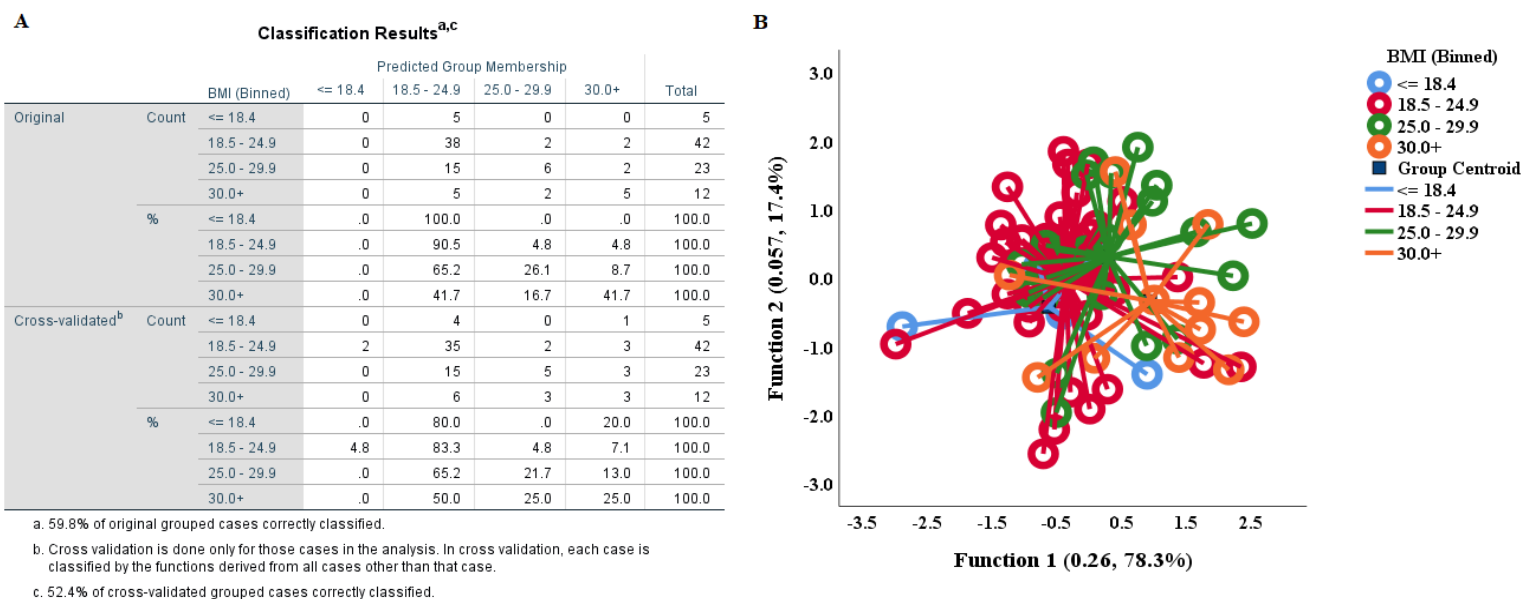 A
Classification Results a,c
Predicted Group Membership
BMI (Binned) <= 18.4 18.5 - 24.9 25.0 - 29.9 30.0+ Total
Original Count <= 18.4 0 5 0 0 5
18.5 - 24.9 0 38 2 2 42
25.0 - 29.9 0 15 6 2 23
30.0+ 0 5 2 5 12
% <= 18.4 .0 100.0 .0 .0 100.0
18.5 - 24.9 .0 90.5 4.8 4.8 100.0
25.0 - 29.9 .0 65.2 26.1 8.7 100.0
30.0+ .0 41.7 16.7 41.7 100.0
Cross-validated b Count <= 18.4 0 4 0 1 5
18.5 - 24.9 2 35 2 3 42
25.0 - 29.9 0 15 5 3 23
30.0+ 0 6 3 3 12
% <= 18.4 .0 80.0 .0 20.0 100.0
18.5 - 24.9 4.8 83.3 4.8 7.1 100.0
25.0 - 29.9 .0 65.2 21.7 13.0 100.0
30.0+ .0 50.0 25.0 25.0 100.0
a. 59.8% of original grouped cases correctly classified.
b. Cross validation is done only for those cases in the analysis. In cross validation, each case is
classified by the functions derived from all cases other than that case.
c. 52.4% of cross-validated grouped cases correctly classified.
B
Function 2 (0.057, 17.4%)
3.0
2.0
1.0
0.0
-1.0
-2.0
-3.0
-3.5 -2.5 -1.5 -0.5 0.5 1.5 2.5
Function 1 (0.26, 78.3%)
BMI (Binned)
<= 18.4
18.5 - 24.9
25.0 - 29.9
30.0+
Group Centroid
<= 18.4
18.5 - 24.9
25.0 - 29.9
30.0+